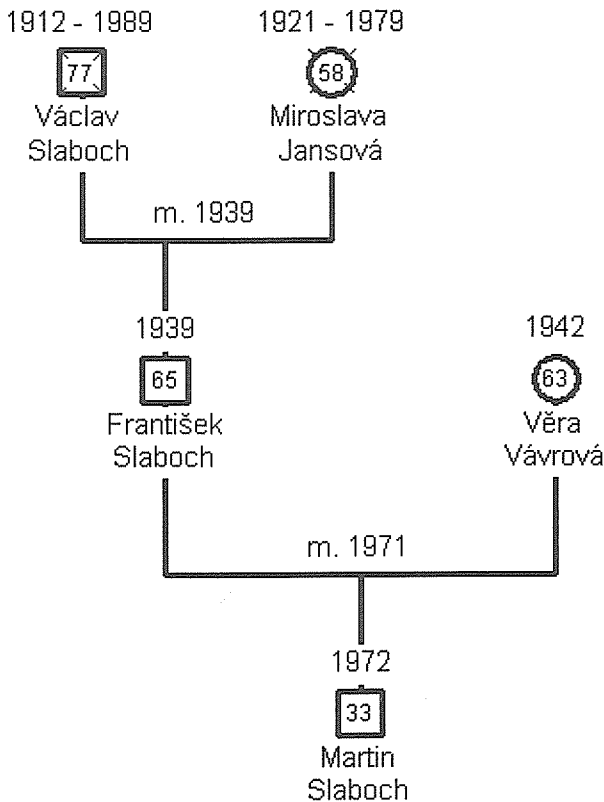 1912 - 1989 1921 - 1979
77 58
Václav Miroslava
Slaboch Jansová
m. 1939
1939 1942
65 63
František Věra
Slaboch Vávrová
m. 1971
1972
33
Martin
Slaboch